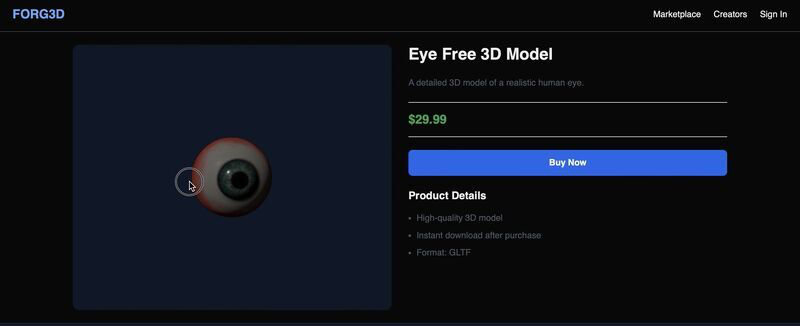 FORG3D
Marketplace Creators Sign In
Eye Free 3D Model
A detailed 3D model of a realistic human eye.
$29.99
Buy Now
Product Details
• High-quality 3D model
• Instant download after purchase
• Format: GLTF